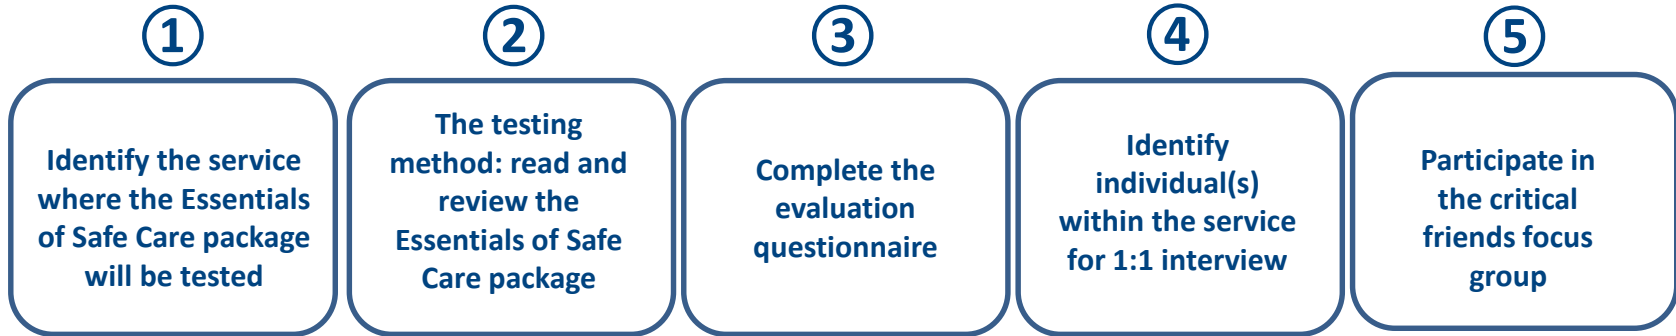 1
Identify the service
where the Essentials
of Safe Care package
will be tested
2
The testing
method: read and
review the
Essentials of Safe
Care package
3
Complete the
evaluation
questionnaire
4
Identify
individual(s)
within the service
for 1:1 interview
5
Participate in
the critical
friends focus
group